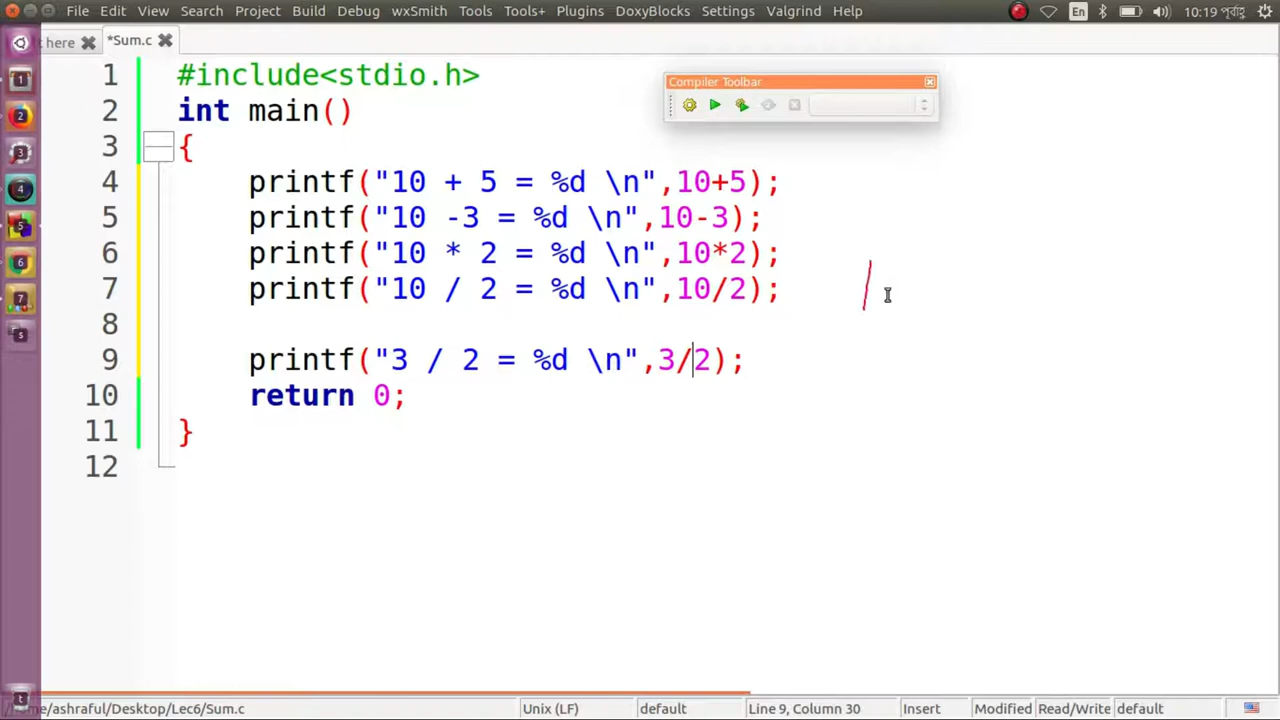 File Edit View Search Project Build Debug wxSmith Tools Tools+ Plugins DoxyBlocks Settings Valgrind Help En 10:19 পূর্বাহ্ণ
here *Sum.c
Compiler Toolbar
1 #include<stdio.h>
2 int main()
3 {
4 printf("10 + 5 = %d \n",10+5);
5 printf("10 -3 = %d \n",10-3);
6 printf("10 * 2 = %d \n",10*2);
7 printf("10 / 2 = %d \n",10/2);
8
9 printf("3 / 2 = %d \n",3/2);
10 return 0;
11 }
12
/home/ashraful/Desktop/Lec6/Sum.c Unix (LF) default Line 9, Column 30 Insert Modified Read/Write default